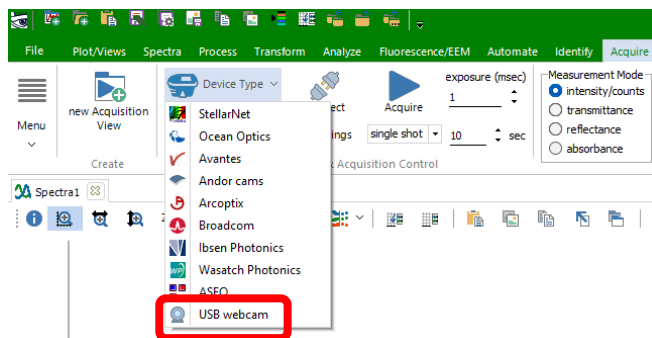 File Plot/Views Spectra Process Transform Analyze Fluorescence/EEM Automate Identify Acquire
Menu
new Acquisition
View
Create
Device Type
StellarNet
Ocean Optics
Avantes
Andor cams
Arcoptix
Broadcom
Ibsen Photonics
Wasatch Photonics
ASEQ
USB webcam
ect
ings
Acquire
single shot
exposure (msec)
1
10 sec
& Acquisition Control
Measurement Mode
intensity/counts
transmittance
reflectance
absorbance
Spectra1